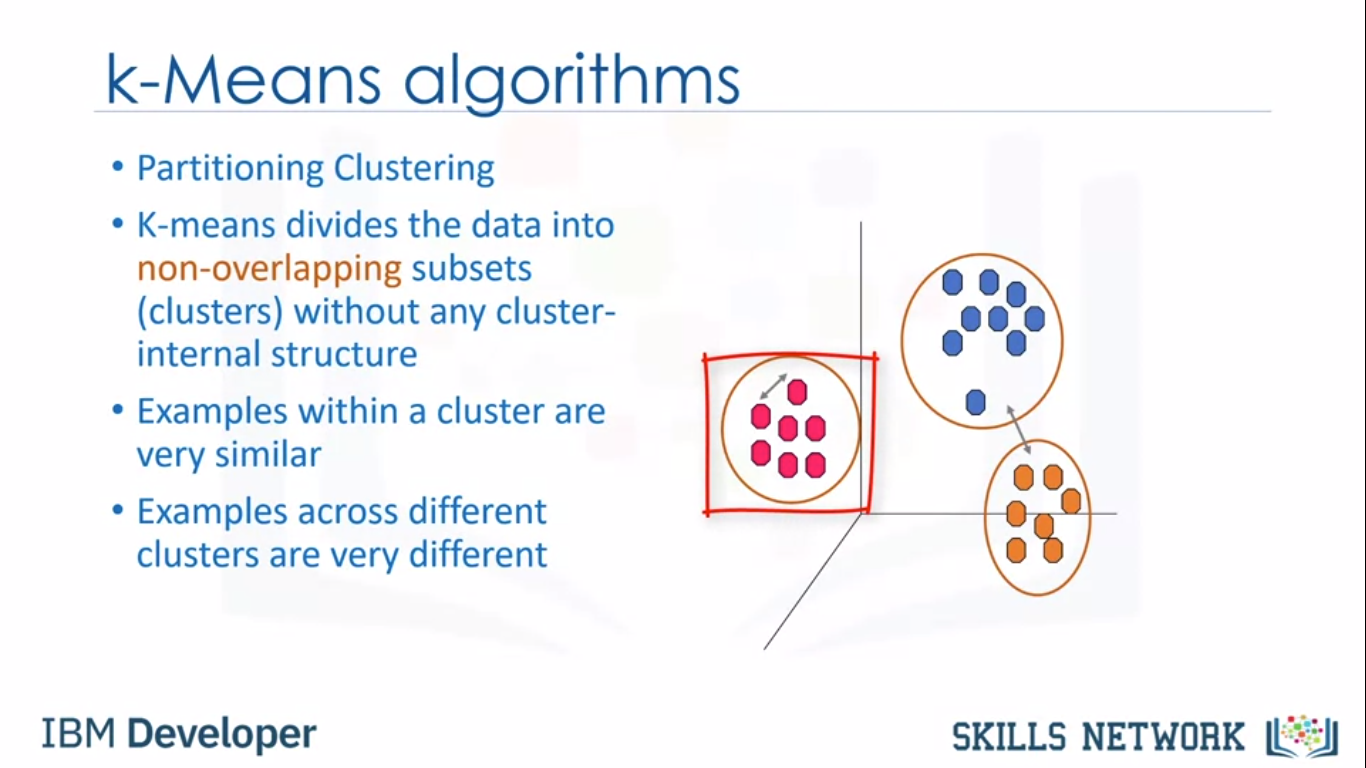 k-Means algorithms
• Partitioning Clustering
• K-means divides the data into
non-overlapping subsets
(clusters) without any cluster-
internal structure
• Examples within a cluster are
very similar
• Examples across different
clusters are very different
IBM Developer
SKILLS NETWORK